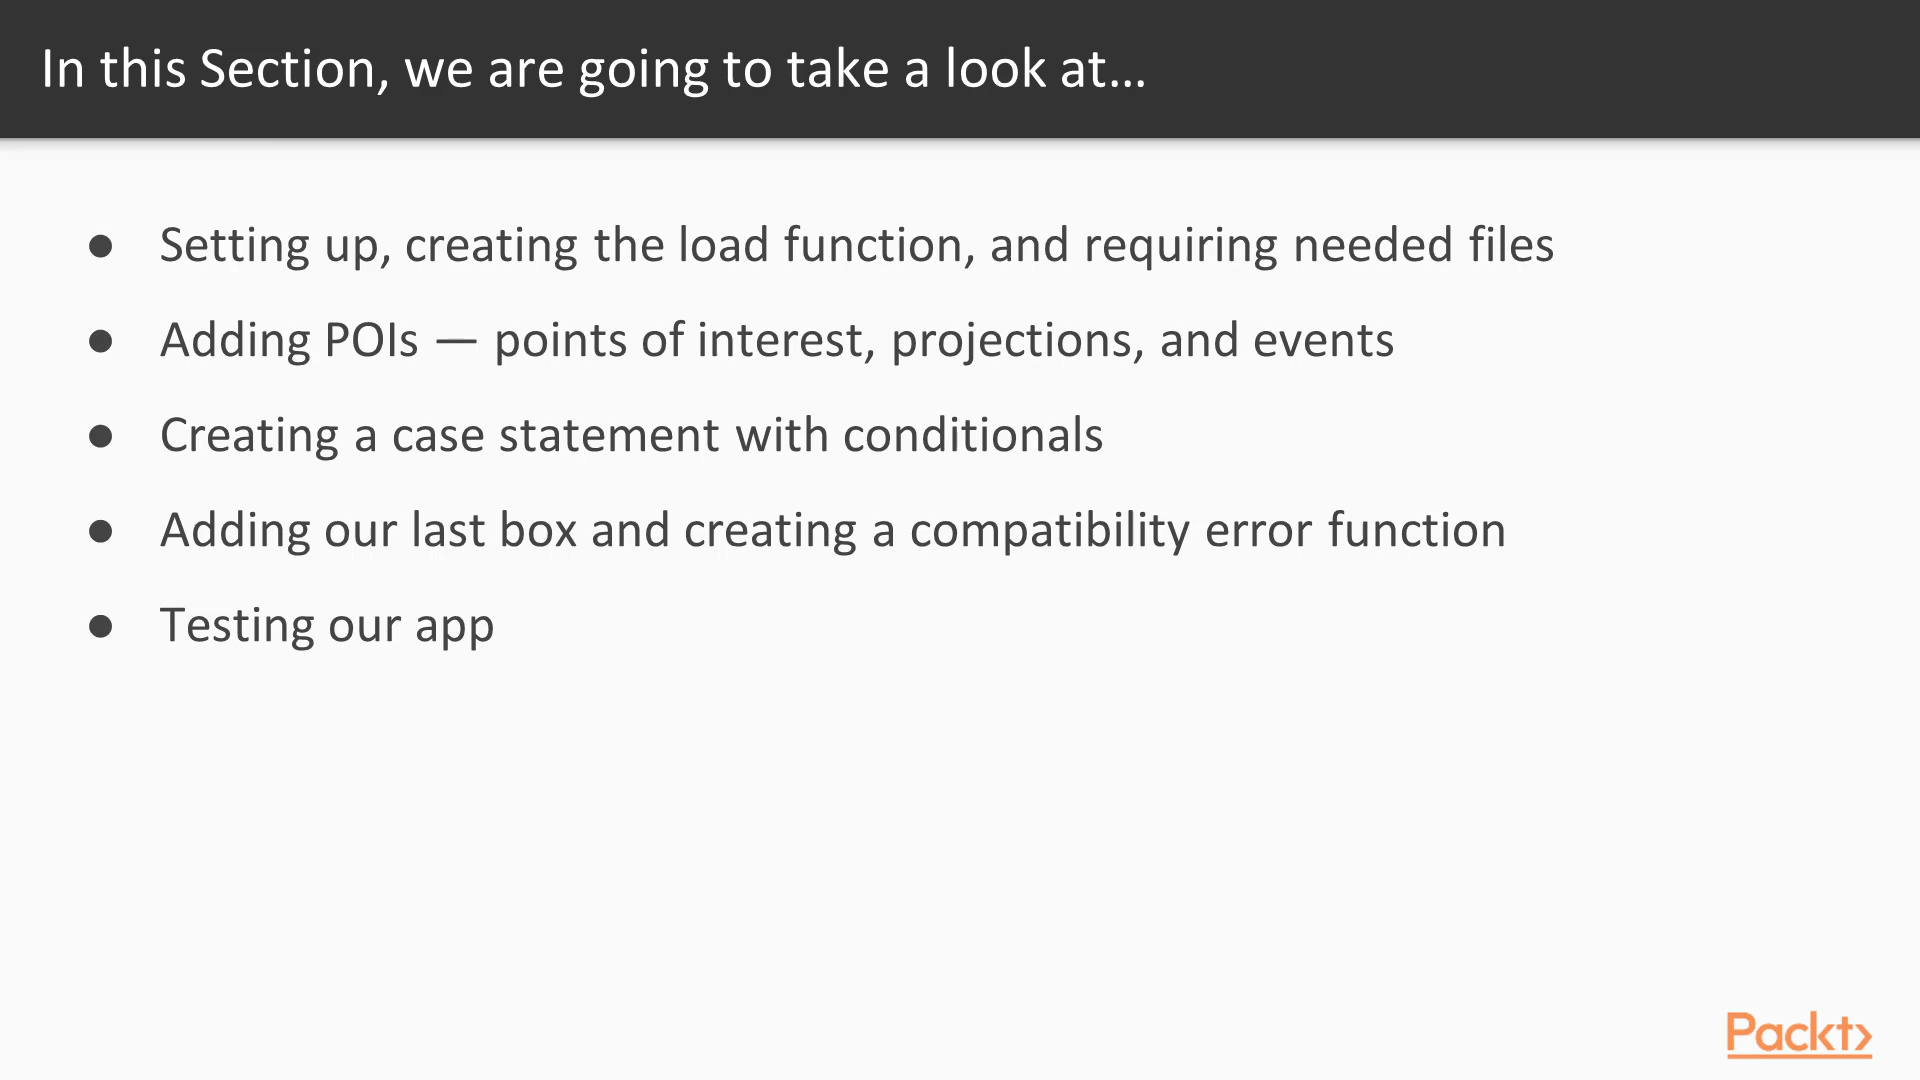 In this Section, we are going to take a look at...
● Setting up, creating the load function, and requiring needed files
● Adding POIs — points of interest, projections, and events
● Creating a case statement with conditionals
● Adding our last box and creating a compatibility error function
● Testing our app
Packt>